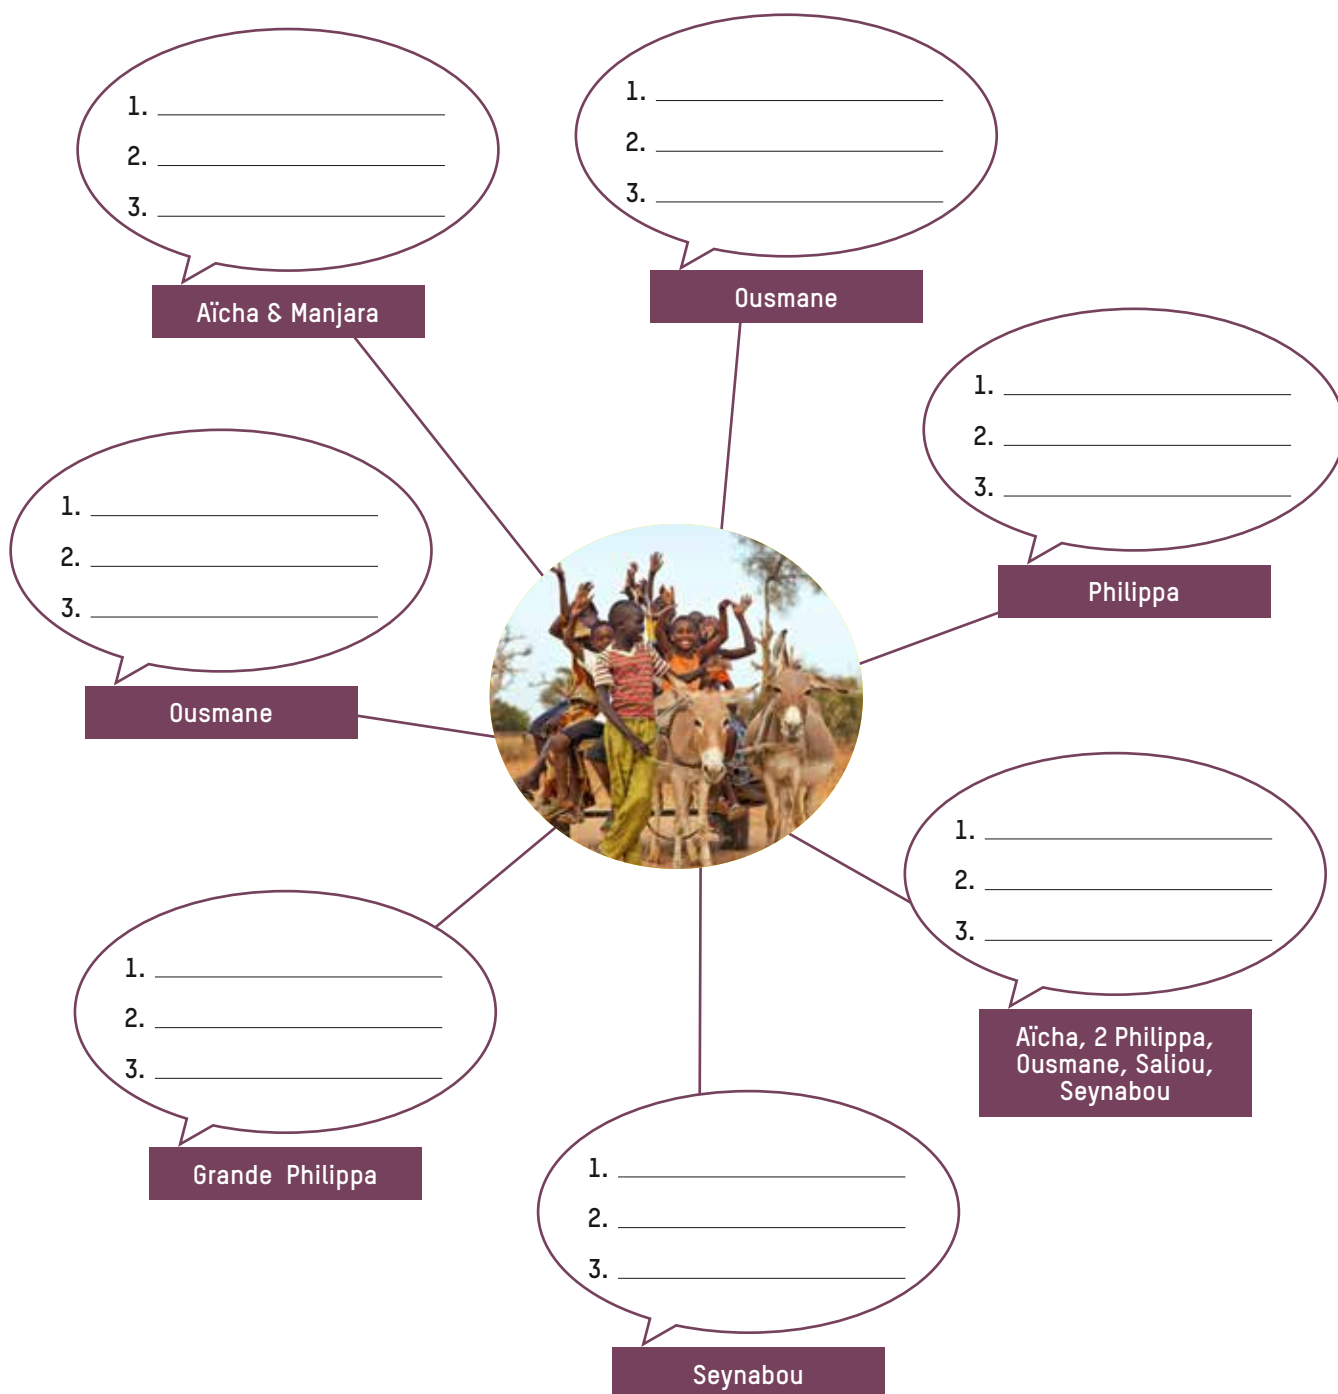 1.
2.
3.
Aïcha & Manjara
1.
2.
3.
Ousmane
1.
2.
3.
Philippa
1.
2.
3.
Ousmane
1.
2.
3.
Aïcha, 2 Philippa,
Ousmane, Saliou,
Seynabou
1.
2.
3.
Grande Philippa
1.
2.
3.
Seynabou